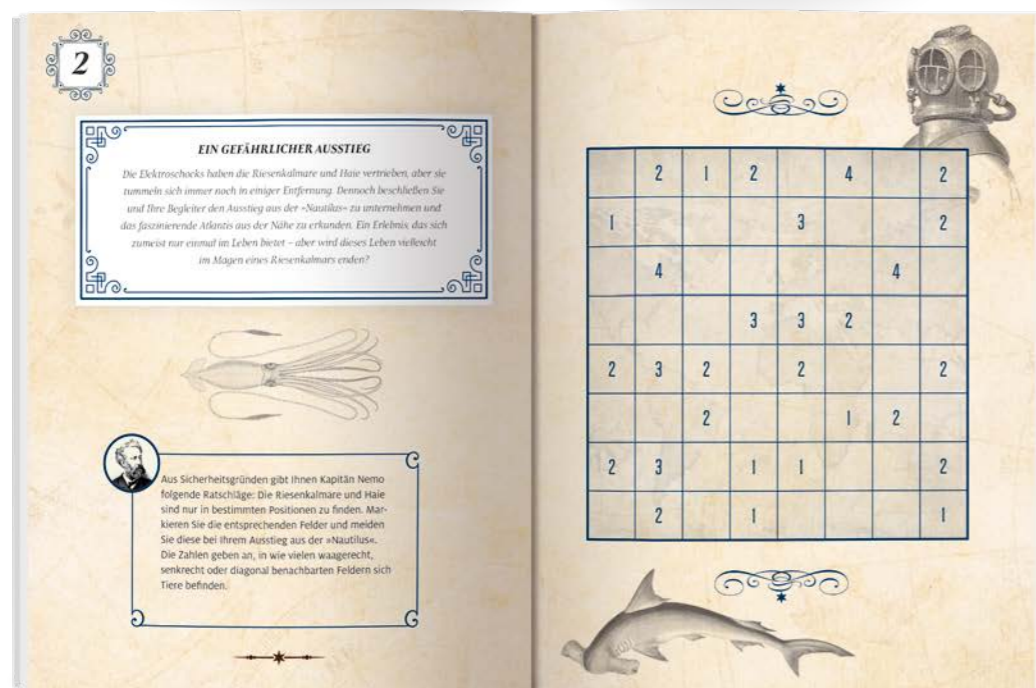 2
EIN GEFÄHRLICHER AUSSTIEG
Die Elektroschocks haben die Riesenkalmare und Haie vertrieben, aber sie
tummeln sich immer noch in einiger Entfernung. Dennoch beschließen Sie
und Ihre Begleiter den Ausstieg aus der »Nautilus« zu unternehmen und
das faszinierende Atlantis aus der Nähe zu erkunden. Ein Erlebnis, das sich
zumeist nur einmal im Leben bietet – aber wird dieses Leben vielleicht
im Magen eines Riesenkalmars enden?
Aus Sicherheitsgründen gibt Ihnen Kapitän Nemo
folgende Ratschläge: Die Riesenkalmare und Haie
sind nur in bestimmten Positionen zu finden. Mar-
kieren Sie die entsprechenden Felder und meiden
Sie diese bei Ihrem Ausstieg aus der »Nautilus«.
Die Zahlen geben an, in wie vielen waagerecht,
senkrecht oder diagonal benachbarten Feldern sich
Tiere befinden.
2 1 2 4 2
1 3 2
4 4
3 3 2
2 3 2 2 2
2 1 2
2 3 1 1 2
2 1 1